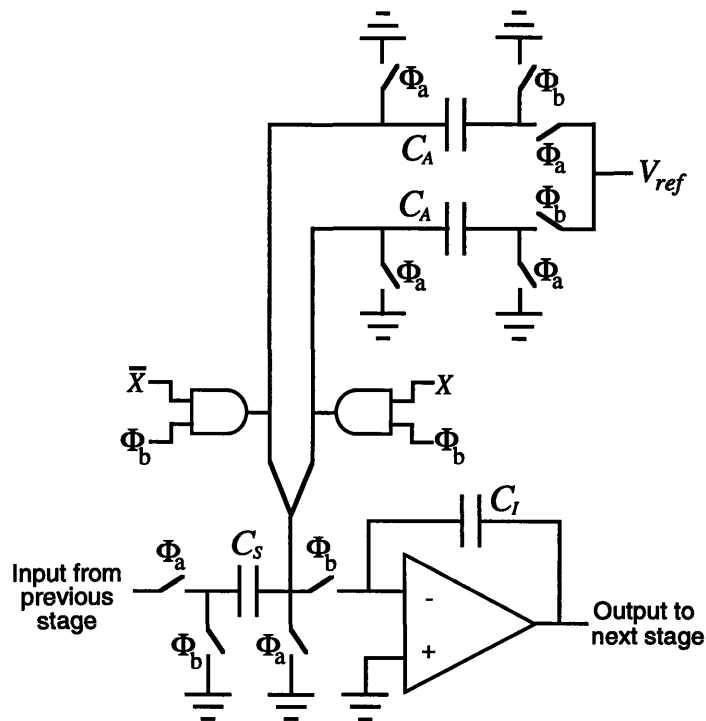 Φa Φb
CA Φa Vref
CA Φb
Φa Φa
X̅ X
Φb Φb
CI
Φa CS Φb
Input from
previous
stage
Φb Φa
-
+
Output to
next stage